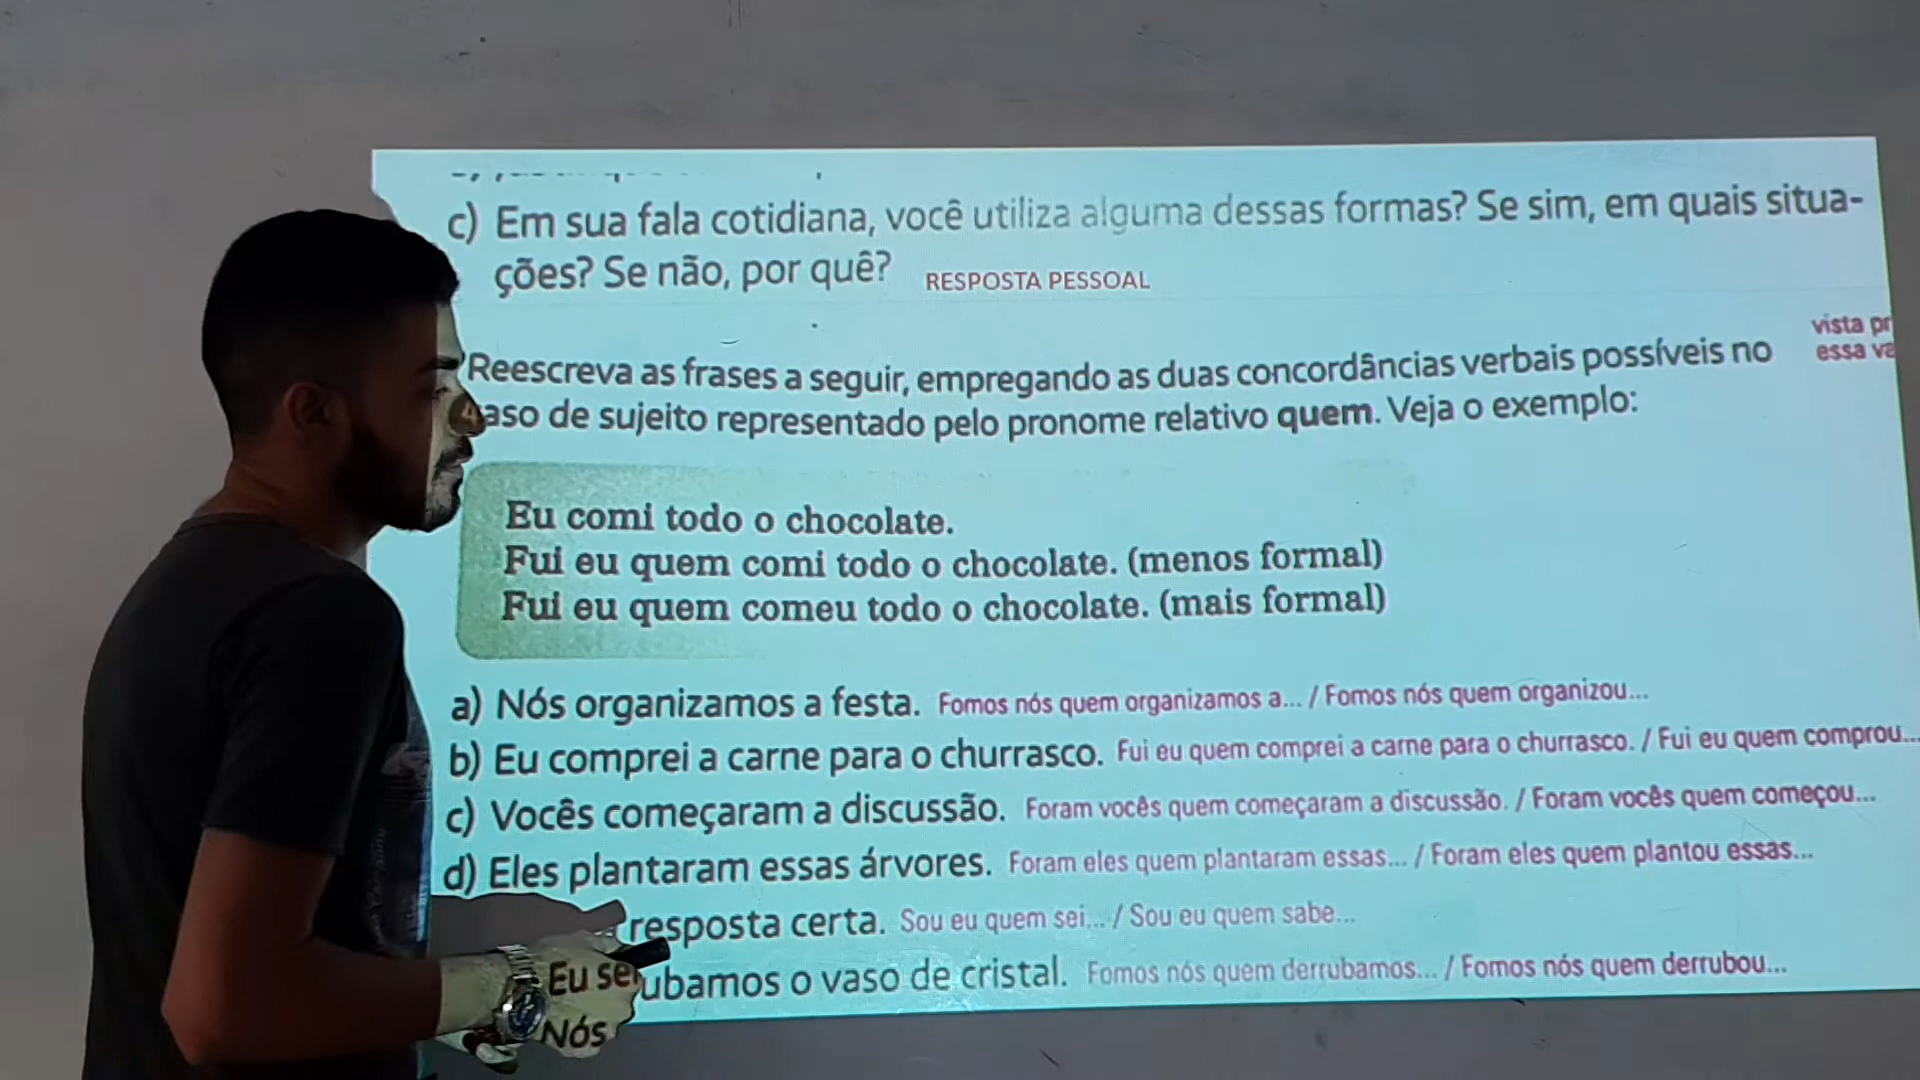 c) Em sua fala cotidiana, você utiliza alguma dessas formas? Se sim, em quais situa-
ções? Se não, por quê? RESPOSTA PESSOAL
vista pr
essa va
Reescreva as frases a seguir, empregando as duas concordâncias verbais possíveis no
aso de sujeito representado pelo pronome relativo quem. Veja o exemplo:
Eu comi todo o chocolate.
Fui eu quem comi todo o chocolate. (menos formal)
Fui eu quem comeu todo o chocolate. (mais formal)
a) Nós organizamos a festa. Fomos nós quem organizamos a... / Fomos nós quem organizou...
b) Eu comprei a carne para o churrasco. Fui eu quem comprei a carne para o churrasco. / Fui eu quem comprou...
c) Vocês começaram a discussão. Foram vocês quem começaram a discussão. / Foram vocês quem começou...
d) Eles plantaram essas árvores. Foram eles quem plantaram essas... / Foram eles quem plantou essas...
resposta certa. Sou eu quem sei... / Sou eu quem sabe...
Eu sei
ubamos o vaso de cristal. Fomos nós quem derrubamos... / Fomos nós quem derrubou...
Nós